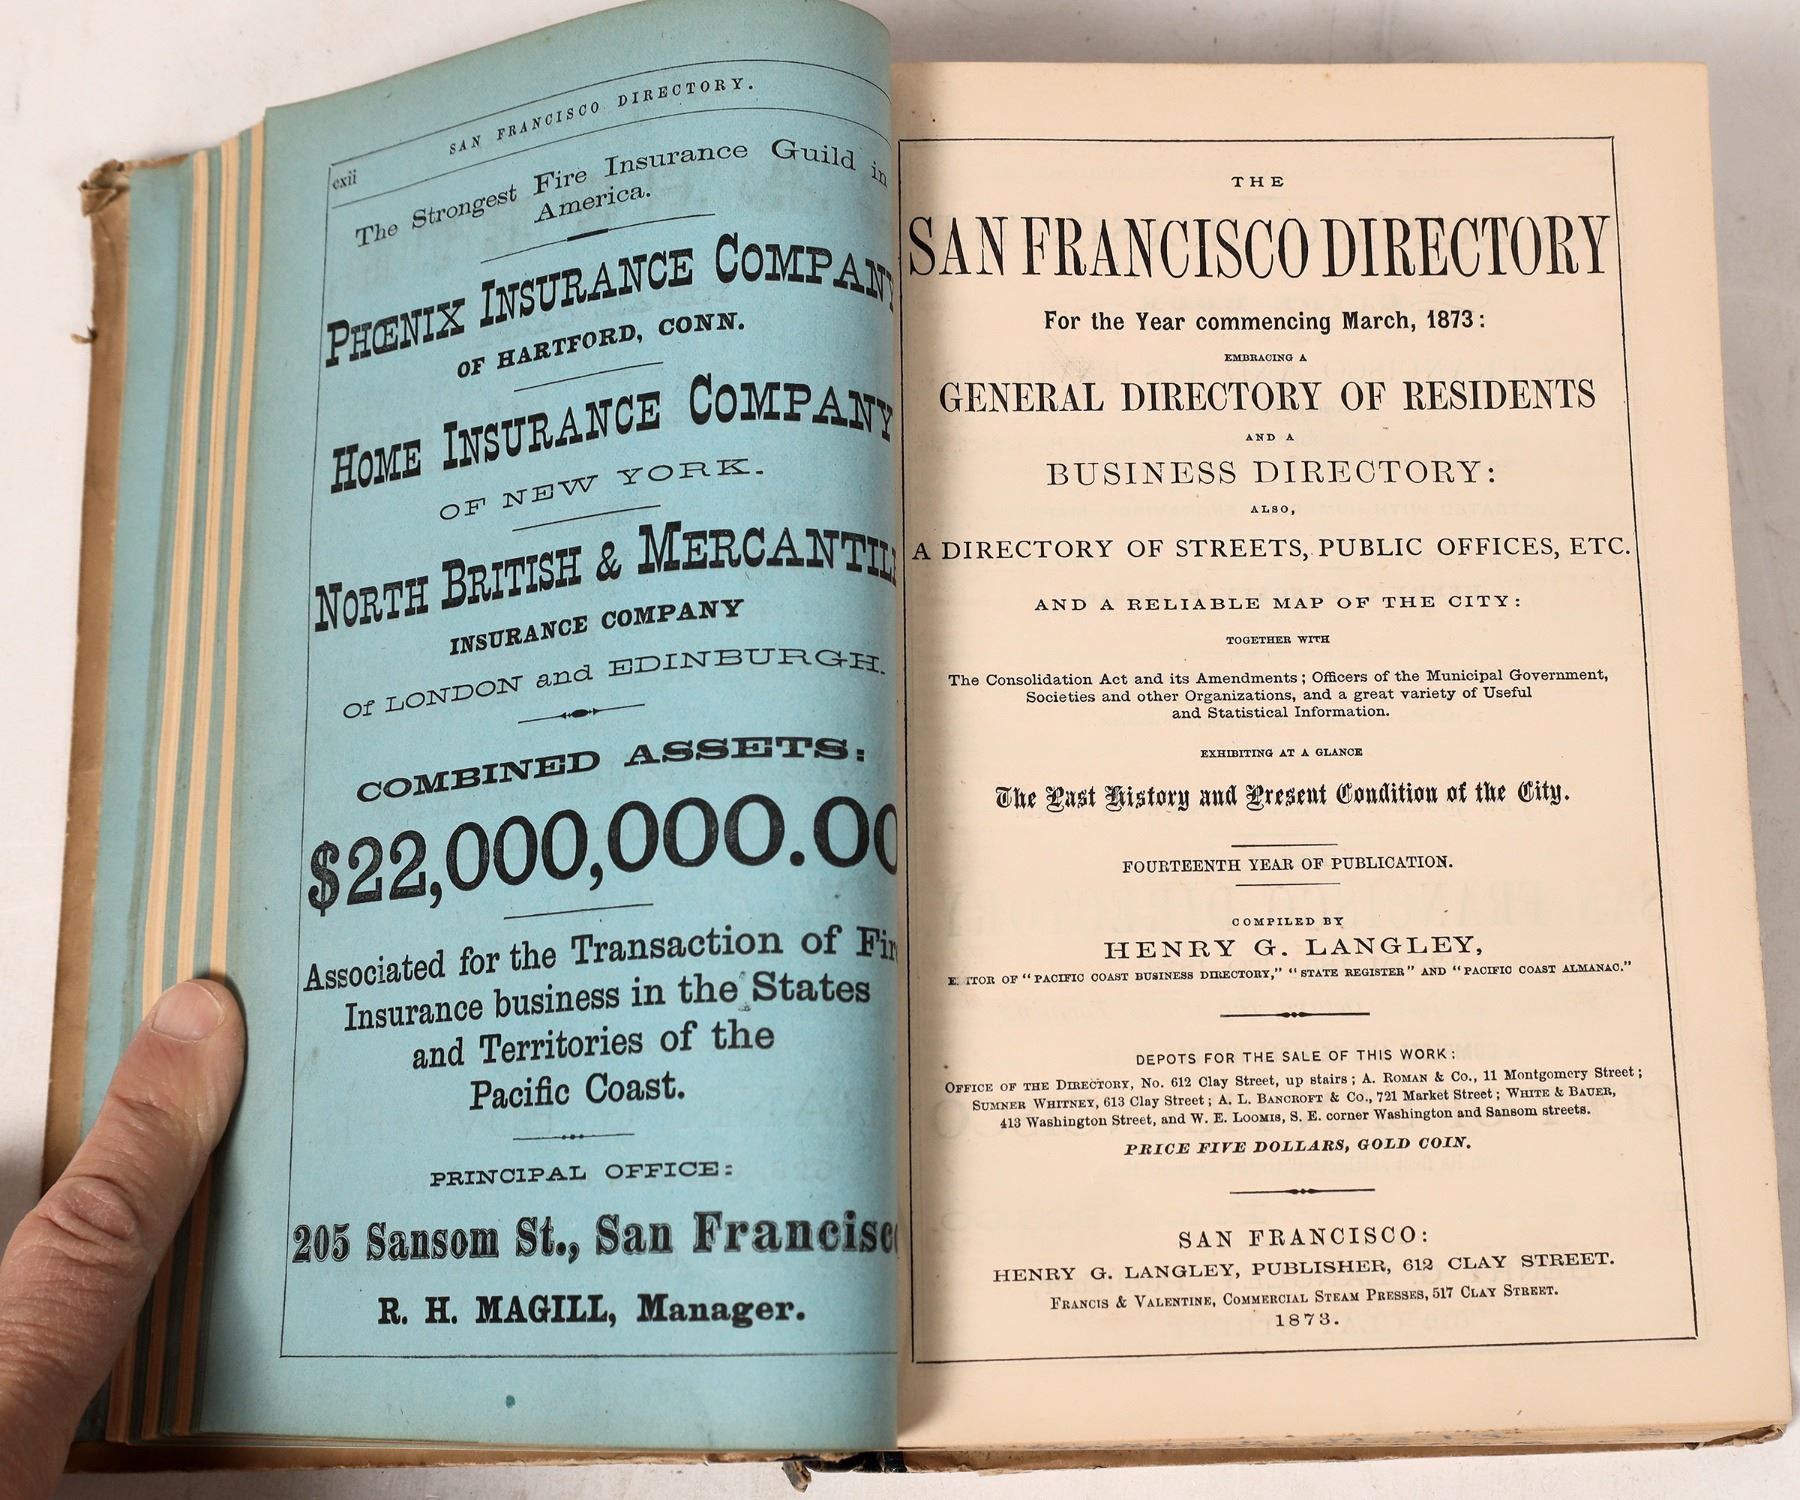 cxii
SAN FRANCISCO DIRECTORY.
The Strongest Fire Insurance Guild in
America.
PHŒNIX INSURANCE COMPANY
OF HARTFORD, CONN.
HOME INSURANCE COMPANY
OF NEW YORK.
NORTH BRITISH & MERCANTIL
INSURANCE COMPANY
Of LONDON and EDINBURGH.
COMBINED ASSETS:
$22,000,000.00
Associated for the Transaction of Fir
Insurance business in the States
and Territories of the
Pacific Coast.
PRINCIPAL OFFICE:
205 Sansom St., San Francisco
R. H. MAGILL, Manager.
THE
SAN FRANCISCO DIRECTORY
For the Year commencing March, 1873:
EMBRACING A
GENERAL DIRECTORY OF RESIDENTS
AND A
BUSINESS DIRECTORY:
ALSO,
A DIRECTORY OF STREETS, PUBLIC OFFICES, ETC.
AND A RELIABLE MAP OF THE CITY:
TOGETHER WITH
The Consolidation Act and its Amendments; Officers of the Municipal Government,
Societies and other Organizations, and a great variety of Useful
and Statistical Information.
EXHIBITING AT A GLANCE
The Past History and Present Condition of the City.
FOURTEENTH YEAR OF PUBLICATION.
COMPILED BY
HENRY G. LANGLEY,
EDITOR OF "PACIFIC COAST BUSINESS DIRECTORY," "STATE REGISTER" AND "PACIFIC COAST ALMANAC."
DEPOTS FOR THE SALE OF THIS WORK:
OFFICE OF THE DIRECTORY, No. 612 Clay Street, up stairs; A. ROMAN & CO., 11 Montgomery Street;
SUMNER WHITNEY, 613 Clay Street; A. L. BANCROFT & CO., 721 Market Street; WHITE & BAUER,
413 Washington Street, and W. E. LOOMIS, S. E. corner Washington and Sansom streets.
PRICE FIVE DOLLARS, GOLD COIN.
SAN FRANCISCO:
HENRY G. LANGLEY, PUBLISHER, 612 CLAY STREET.
FRANCIS & VALENTINE, COMMERCIAL STEAM PRESSES, 517 CLAY STREET.
1873.